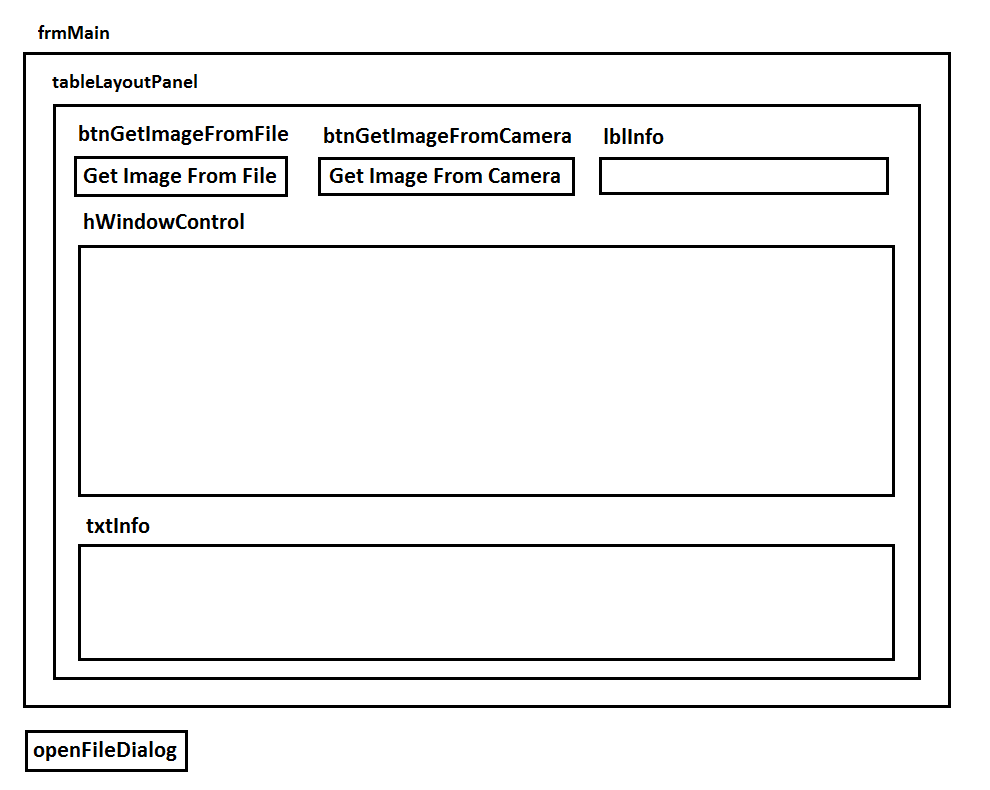 frmMain
tableLayoutPanel
btnGetImageFromFile btnGetImageFromCamera lblInfo
Get Image From File Get Image From Camera
hWindowControl
txtInfo
openFileDialog